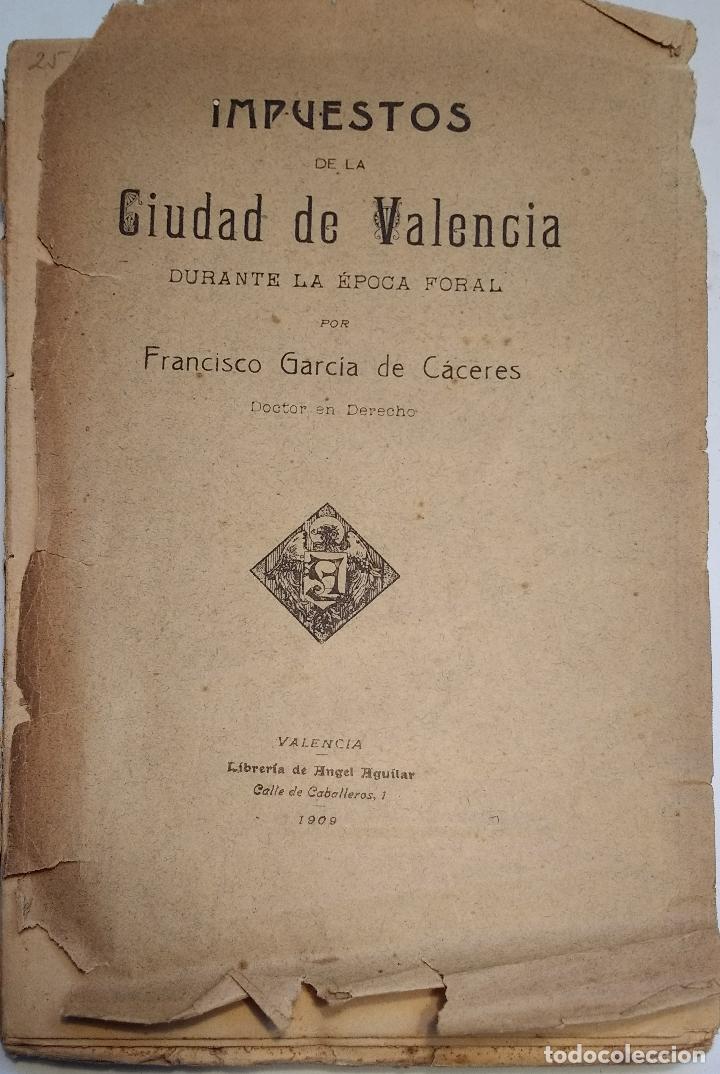 25
IMPUESTOS
DE LA
Ciudad de Valencia
DURANTE LA ÉPOCA FORAL
POR
Francisco García de Cáceres
Doctor en Derecho
VALENCIA
Librería de Angel Aguilar
Calle de Caballeros, 1
1909
todocoleccion